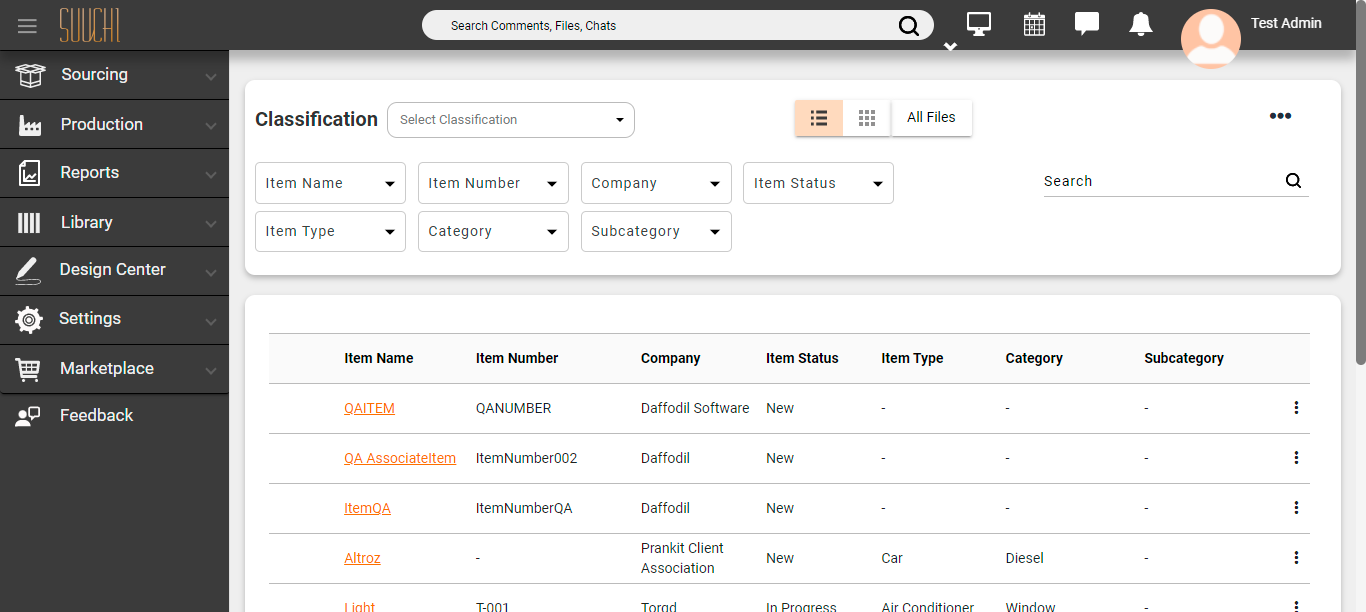 SUUCHI
Search Comments, Files, Chats
Test Admin
Sourcing
Production
Reports
Library
Design Center
Settings
Marketplace
Feedback
Classification
Select Classification
All Files
Item Name
Item Number
Company
Item Status
Search
Item Type
Category
Subcategory
Item Name Item Number Company Item Status Item Type Category Subcategory
QAITEM QANUMBER Daffodil Software New - - -
QA AssociateItem ItemNumber002 Daffodil New - - -
ItemQA ItemNumberQA Daffodil New - - -
Altroz - Prankit Client Association New Car Diesel -
Light T-001 Torqd In Progress Air Conditioner Window -